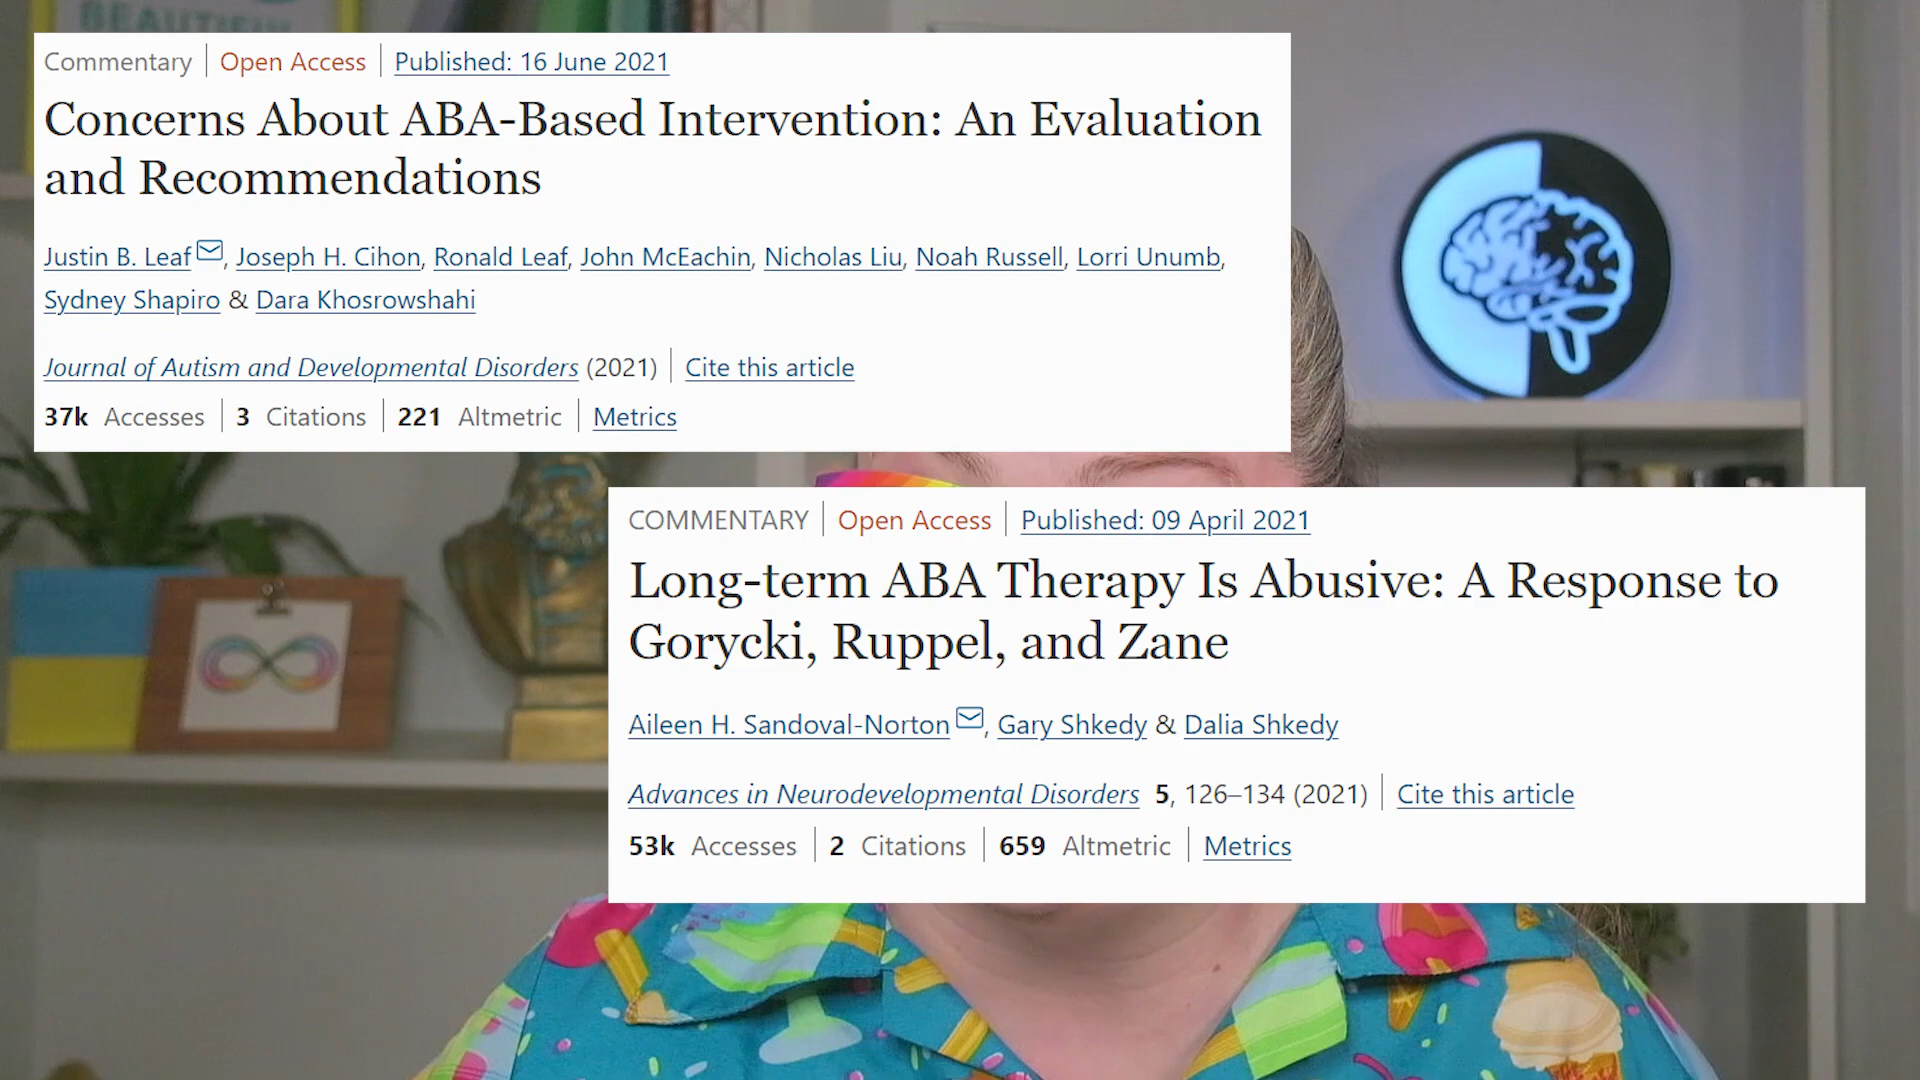 BEAUTIFUL
Commentary | Open Access | Published: 16 June 2021
Concerns About ABA-Based Intervention: An Evaluation
and Recommendations
Justin B. Leaf, Joseph H. Cihon, Ronald Leaf, John McEachin, Nicholas Liu, Noah Russell, Lorri Unumb,
Sydney Shapiro & Dara Khosrowshahi
Journal of Autism and Developmental Disorders (2021) | Cite this article
37k Accesses | 3 Citations | 221 Altmetric | Metrics
COMMENTARY | Open Access | Published: 09 April 2021
Long-term ABA Therapy Is Abusive: A Response to
Gorycki, Ruppel, and Zane
Aileen H. Sandoval-Norton, Gary Shkedy & Dalia Shkedy
Advances in Neurodevelopmental Disorders 5, 126–134 (2021) | Cite this article
53k Accesses | 2 Citations | 659 Altmetric | Metrics